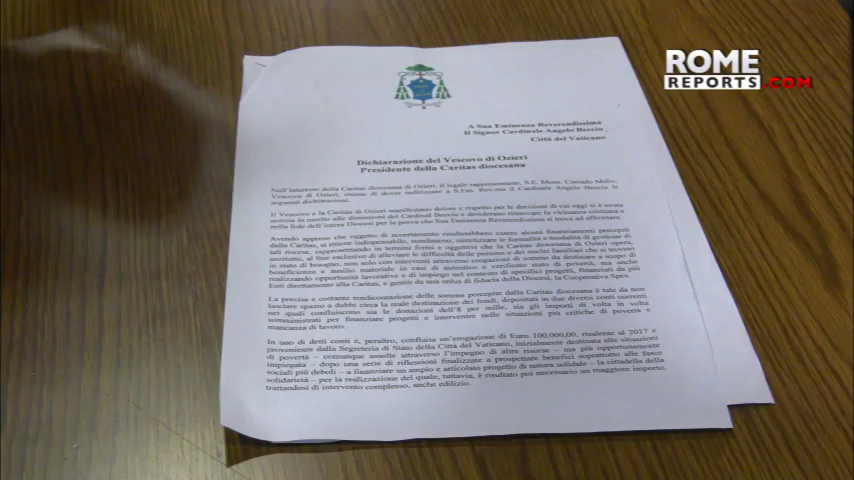 ROME
REPORTS.COM
A Sua Eminenza Reverendissima
Il Signor Cardinale Angelo Becciu
Città del Vaticano
Dichiarazione del Vescovo di Ozieri
Presidente della Caritas diocesana
Nell'interesse della Caritas diocesana di Ozieri, il legale rappresentante, S.E. Mons. Corrado Melis,
Vescovo di Ozieri, ritiene di dover indirizzare a S.Em. Rev.ma il Cardinale Angelo Becciu le
seguenti dichiarazioni.
Il Vescovo e la Caritas di Ozieri manifestano dolore e rispetto per le decisioni di cui oggi si è avuta
notizia in merito alle dimissioni del Cardinal Becciu e desiderano rinnovare la vicinanza cristiana e
nella fede dell'intera Diocesi per la prova che Sua Eminenza Reverendissima si trova ad affrontare.
Avendo appreso che oggetto di accertamento risulterebbero essere alcuni finanziamenti percepiti
dalla Caritas, si ritiene indispensabile, nondimeno, sintetizzare le finalità e modalità di gestione di
tali risorse, rappresentando in termini fermi e oggettivi che la Caritas diocesana di Ozieri opera,
anzitutto, al fine esclusivo di alleviare le difficoltà delle persone e dei nuclei familiari che si trovino
in stato di bisogno, non solo con interventi attraverso erogazioni di somme da destinare a scopo di
beneficienza e ausilio materiale in casi di autentico e verificato stato di povertà, ma anche
realizzando opportunità lavorative e di impiego nel contesto di specifici progetti, finanziati da più
Enti direttamente alla Caritas, e gestiti da una onlus di fiducia della Diocesi, la Cooperativa Spes.
La precisa e costante rendicontazione delle somme percepite dalla Caritas diocesana è tale da non
lasciare spazio a dubbi circa la reale destinazione dei fondi, depositati in due diversi conti correnti
nei quali confluiscono sia le donazioni dell'8 per mille, sia gli importi di volta in volta
somministrati per finanziare progetti e intervenire nelle situazioni più critiche di povertà e
mancanza di lavoro.
In uno di detti conti è, peraltro, confluita un'erogazione di Euro 100.000,00, risalente al 2017 e
proveniente dalla Segreteria di Stato della Città del Vaticano, inizialmente destinata alle situazioni
di povertà – comunque assolte attraverso l'impegno di altre risorse – ma più opportunamente
impiegata – dopo una serie di riflessioni finalizzate a prospettare benefici soprattutto alle fasce
sociali più deboli – a finanziare un ampio e articolato progetto di natura solidale – la cittadella della
solidarietà – per la realizzazione del quale, tuttavia, è risultato poi necessario un maggiore importo,
trattandosi di intervento complesso, anche edilizio.